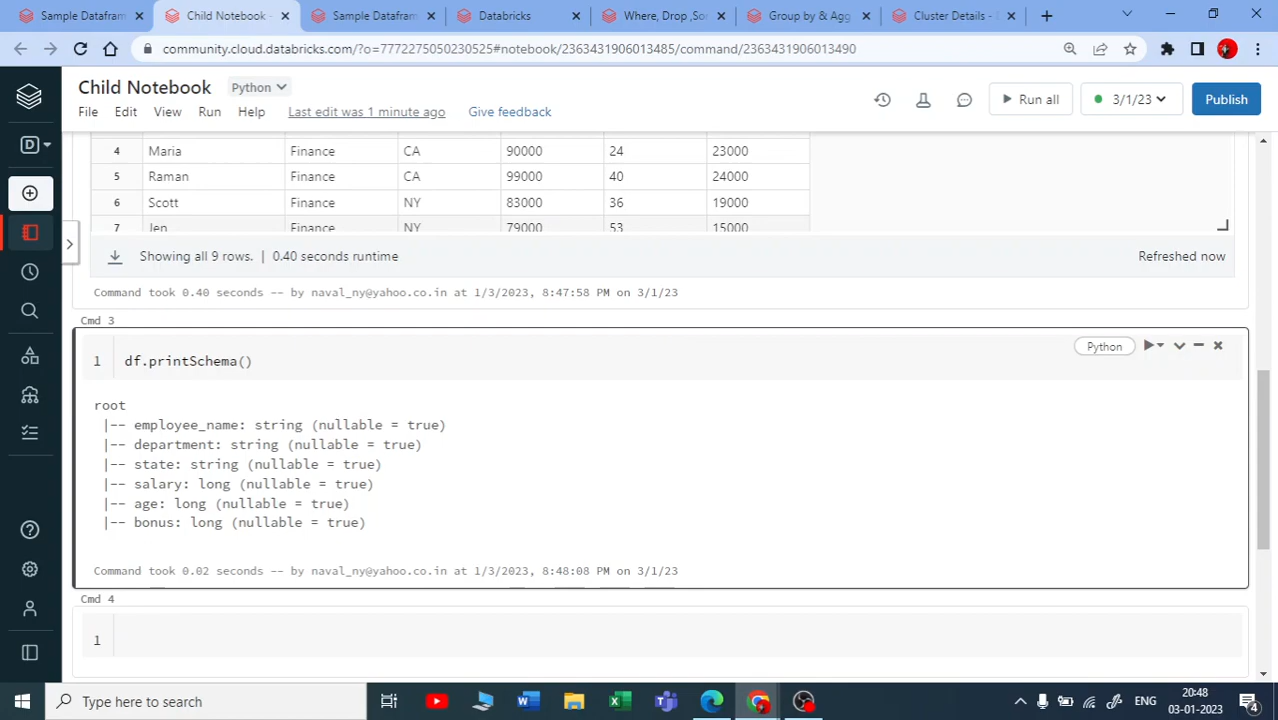 Sample Datafram
Child Notebook -
Sample Datafram
Databricks
Where, Drop ,So
Group by & Agg
Cluster Details - D
community.cloud.databricks.com/?o=7772275050230525#notebook/2363431906013485/command/2363431906013490
Child Notebook Python
File Edit View Run Help Last edit was 1 minute ago Give feedback
Run all 3/1/23 Publish
D
4 Maria Finance CA 90000 24 23000
5 Raman Finance CA 99000 40 24000
6 Scott Finance NY 83000 36 19000
7 Jen Finance NY 79000 53 15000
Showing all 9 rows. | 0.40 seconds runtime Refreshed now
Command took 0.40 seconds -- by naval_ny@yahoo.co.in at 1/3/2023, 8:47:58 PM on 3/1/23
Cmd 3
1 df.printSchema() Python
root
|-- employee_name: string (nullable = true)
|-- department: string (nullable = true)
|-- state: string (nullable = true)
|-- salary: long (nullable = true)
|-- age: long (nullable = true)
|-- bonus: long (nullable = true)
Command took 0.02 seconds -- by naval_ny@yahoo.co.in at 1/3/2023, 8:48:08 PM on 3/1/23
Cmd 4
1
Type here to search
ENG
20:48
03-01-2023
4